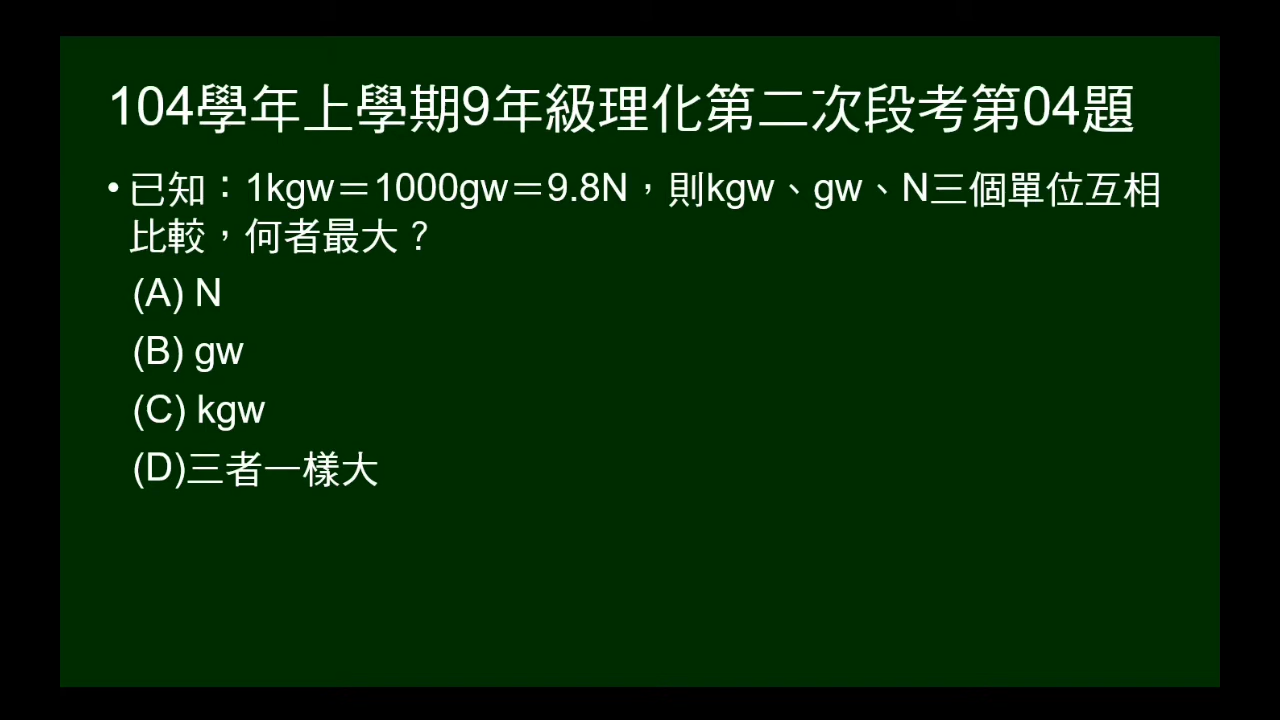 104學年上學期9年級理化第二次段考第04題
• 已知：1kgw＝1000gw＝9.8N，則kgw、gw、N三個單位互相
比較，何者最大？
(A) N
(B) gw
(C) kgw
(D)三者一樣大